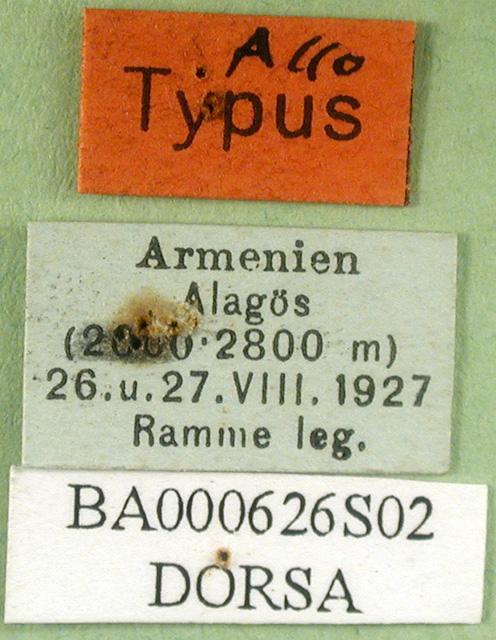 Allo
Typus
Armenien
Alagös
(2000-2800 m)
26.u.27.VIII.1927
Ramme leg.
BA000626S02
DORSA